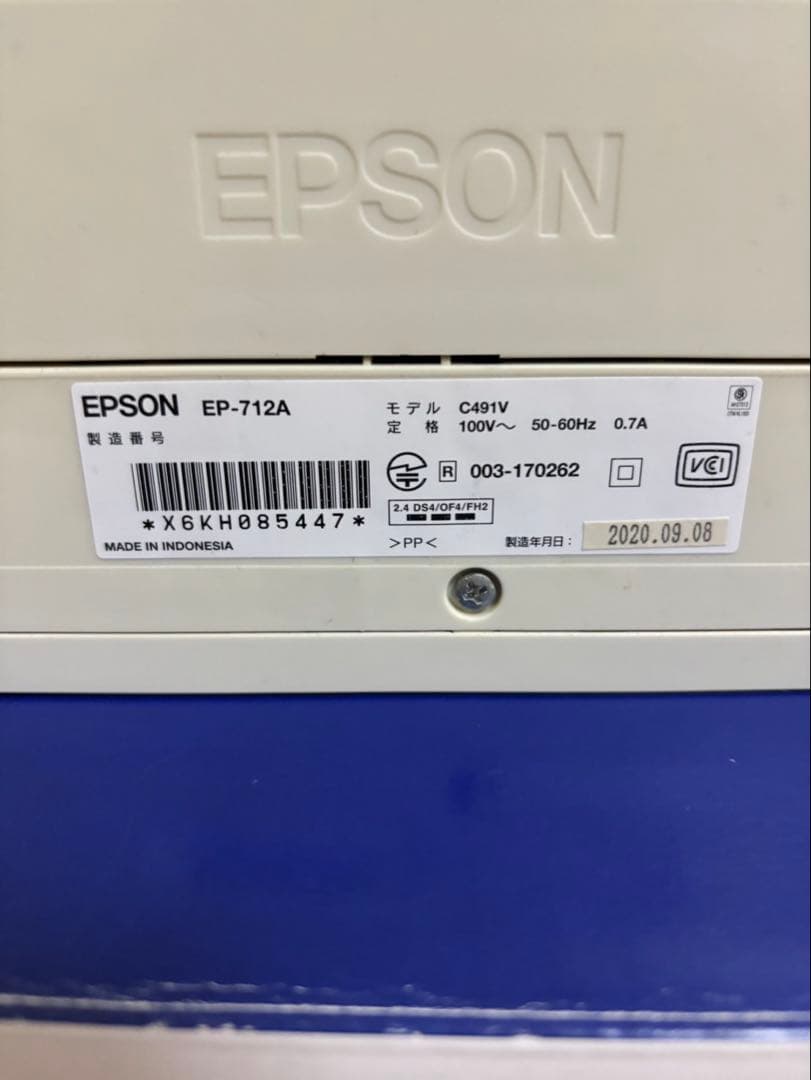 EPSON
EPSON EP-712A
製造番号
*X6KH085447*
MADE IN INDONESIA
モデル C491V
定格 100V～ 50-60Hz 0.7A
R 003-170262
VCI
2.4 DS4/OF4/FH2
>PP<
製造年月日: 2020.09.08